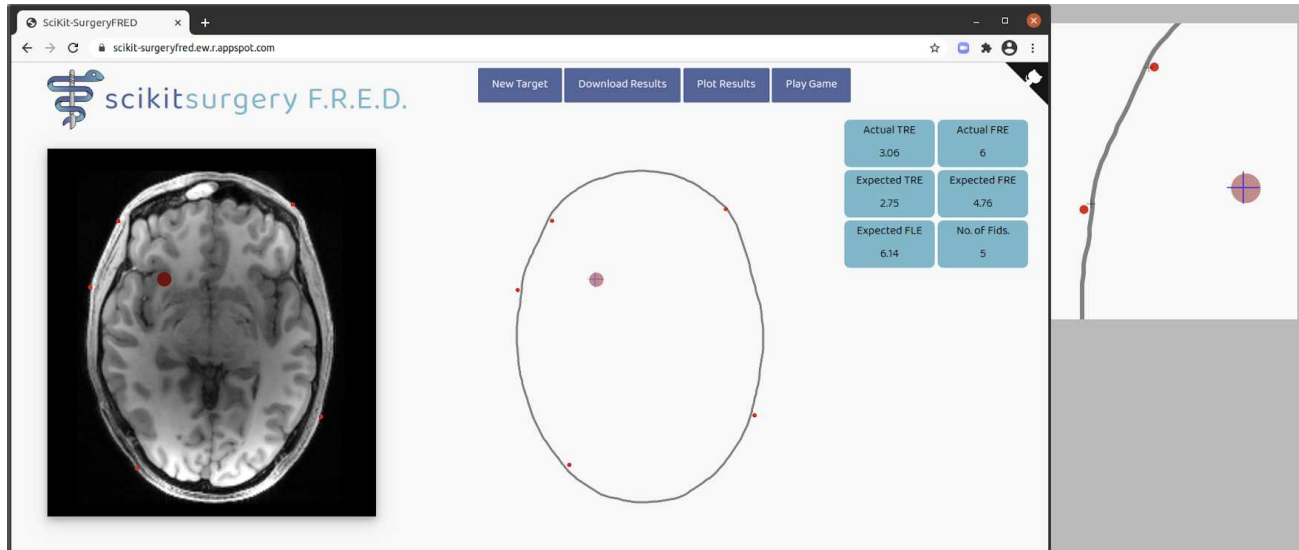 SciKit-SurgeryFRED
scikit-surgeryfred.ew.r.appspot.com
scikitsurgery F.R.E.D.
New Target Download Results Plot Results Play Game
Actual TRE Actual FRE
3.06 6
Expected TRE Expected FRE
2.75 4.76
Expected FLE No. of Fids.
6.14 5